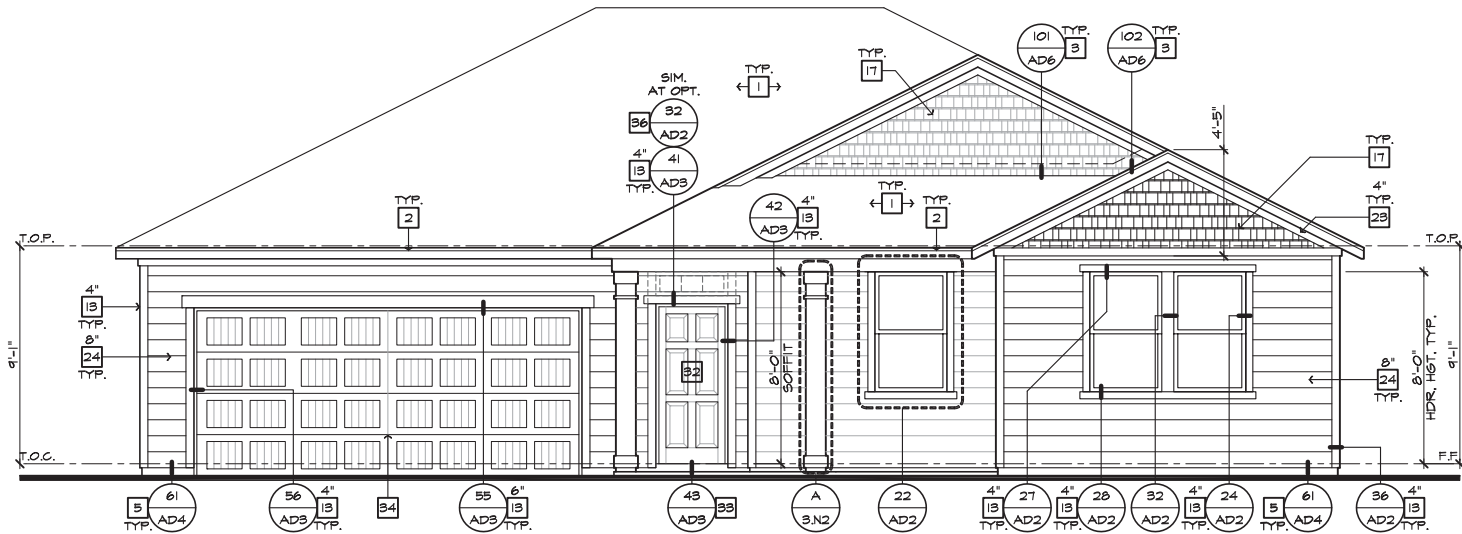 101
AD6
TYP.
3
102
AD6
TYP.
3
TYP.
17
TYP.
1
SIM.
AT OPT.
36
32
AD2
4"
13
TYP.
41
AD3
4'-5"
TYP.
17
4"
TYP.
23
TYP.
2
42
AD3
4"
13
TYP.
1
TYP.
2
T.O.P.
T.O.P.
4"
13
TYP.
8"
24
TYP.
9'-1"
32
8'-0"
SOFFIT
8"
24
TYP.
8'-0"
HDR. HGT. TYP.
9'-1"
T.O.C.
F.F.
5
TYP.
61
AD4
56
AD3
4"
13
TYP.
34
55
AD3
6"
13
TYP.
43
AD3
33
A
3.N2
22
AD2
4"
13
TYP.
27
AD2
4"
13
TYP.
28
AD2
32
AD2
4"
13
TYP.
24
AD2
5
TYP.
61
AD4
36
AD2
4"
13
TYP.